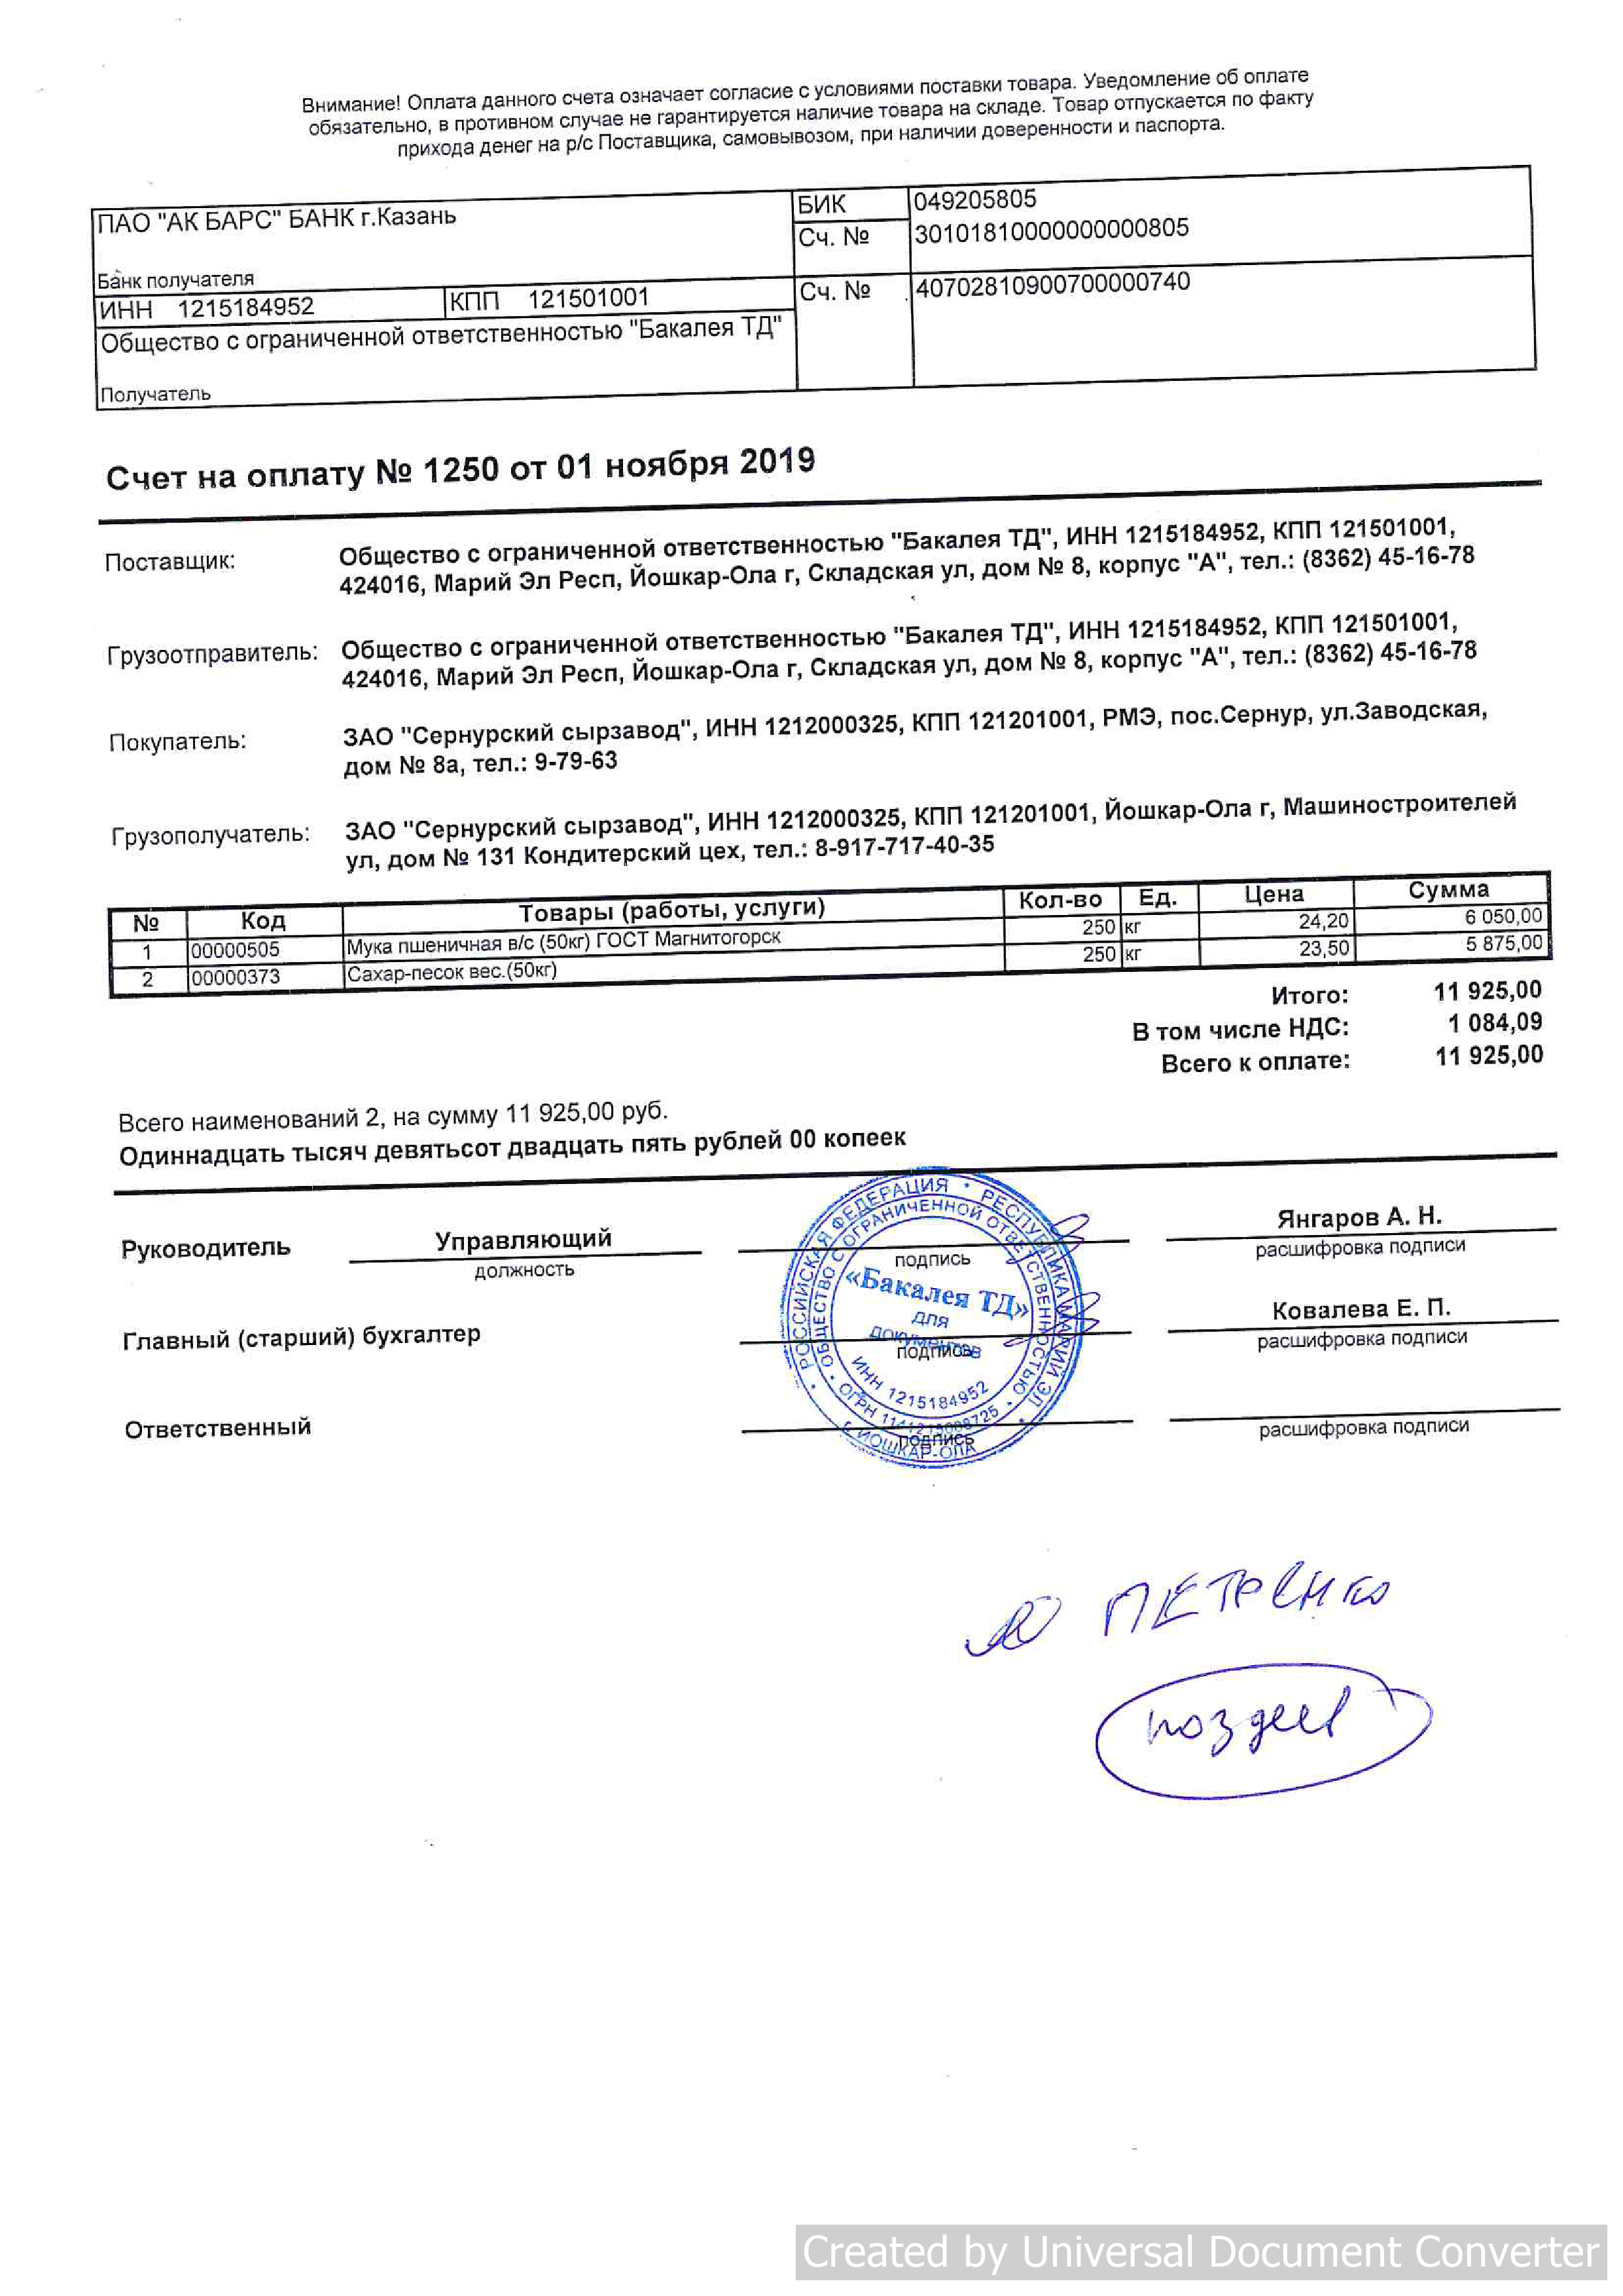 Внимание! Оплата данного счета означает согласие с условиями поставки товара. Уведомление об оплате
обязательно, в противном случае не гарантируется наличие товара на складе. Товар отпускается по факту
прихода денег на р/с Поставщика, самовывозом, при наличии доверенности и паспорта.
ПАО "АК БАРС" БАНК г.Казань
БИК 049205805
Сч. № 30101810000000000805
Банк получателя
ИНН 1215184952 КПП 121501001 Сч. № 40702810900700000740
Общество с ограниченной ответственностью "Бакалея ТД"
Получатель
Счет на оплату № 1250 от 01 ноября 2019
Поставщик: Общество с ограниченной ответственностью "Бакалея ТД", ИНН 1215184952, КПП 121501001,
424016, Марий Эл Респ, Йошкар-Ола г, Складская ул, дом № 8, корпус "А", тел.: (8362) 45-16-78
Грузоотправитель: Общество с ограниченной ответственностью "Бакалея ТД", ИНН 1215184952, КПП 121501001,
424016, Марий Эл Респ, Йошкар-Ола г, Складская ул, дом № 8, корпус "А", тел.: (8362) 45-16-78
Покупатель: ЗАО "Сернурский сырзавод", ИНН 1212000325, КПП 121201001, РМЭ, пос.Сернур, ул.Заводская,
дом № 8а, тел.: 9-79-63
Грузополучатель: ЗАО "Сернурский сырзавод", ИНН 1212000325, КПП 121201001, Йошкар-Ола г, Машиностроителей
ул, дом № 131 Кондитерский цех, тел.: 8-917-717-40-35
№ Код Товары (работы, услуги) Кол-во Ед. Цена Сумма
1 00000505 Мука пшеничная в/с (50кг) ГОСТ Магнитогорск 250 кг 24,20 6 050,00
2 00000373 Сахар-песок вес.(50кг) 250 кг 23,50 5 875,00
Итого: 11 925,00
В том числе НДС: 1 084,09
Всего к оплате: 11 925,00
Всего наименований 2, на сумму 11 925,00 руб.
Одиннадцать тысяч девятьсот двадцать пять рублей 00 копеек
Руководитель Управляющий Янгаров А. Н.
должность подпись расшифровка подписи
Главный (старший) бухгалтер Ковалева Е. П.
подпись расшифровка подписи
Ответственный
подпись расшифровка подписи
РОССИЙСКАЯ ФЕДЕРАЦИЯ • РЕСПУБЛИКА МАРИЙ ЭЛ
г. ЙОШКАР-ОЛА
ОБЩЕСТВО С ОГРАНИЧЕННОЙ ОТВЕТСТВЕННОСТЬЮ
«Бакалея ТД»
для
документов
ИНН 1215184952
Петренко
поздеев
Created by Universal Document Converter